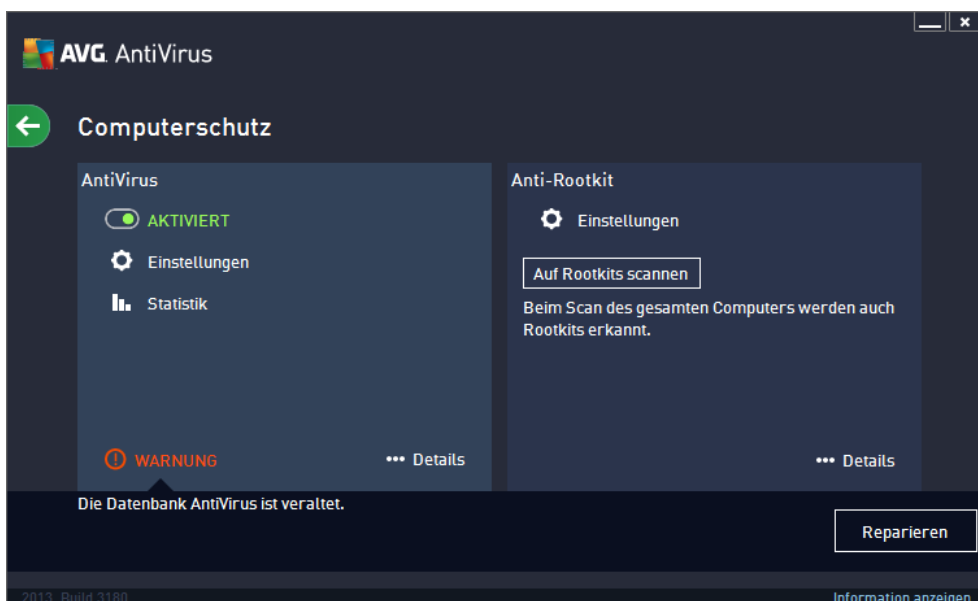 AVG. AntiVirus
Computerschutz
AntiVirus
AKTIVIERT
Einstellungen
Statistik
WARNUNG
Details
Anti-Rootkit
Einstellungen
Auf Rootkits scannen
Beim Scan des gesamten Computers werden auch
Rootkits erkannt.
Details
Die Datenbank AntiVirus ist veraltet.
Reparieren
2013 Build 3180
Information anzeigen